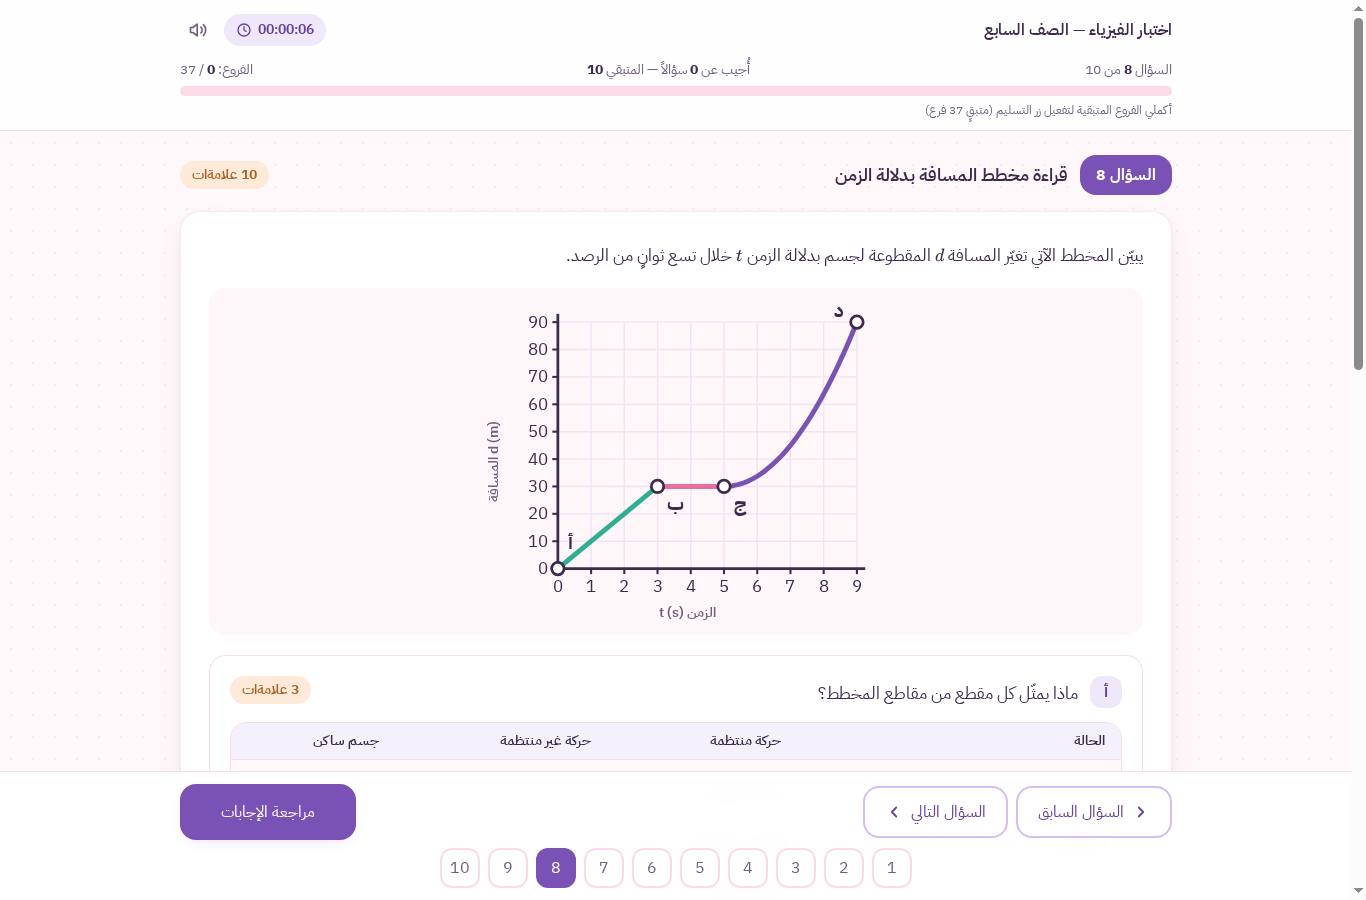 اختبار الفيزياء — الصف السابع
00:00:06
السؤال 8 من 10
أُجيب عن 0 سؤالاً — المتبقي 10
الفروع: 0 / 37
أكملي الفروع المتبقية لتفعيل زر التسليم (متبقٍ 37 فرع)
السؤال 8
قراءة مخطط المسافة بدلالة الزمن
10 علاماAت
يبيّن المخطط الآتي تغيّر المسافة d المقطوعة لجسم بدلالة الزمن t خلال تسع ثوانٍ من الرصد.
90
80
70
60
50
40
30
20
10
0
المسافة d (m)
أ
ب
ج
د
0 1 2 3 4 5 6 7 8 9
الزمن t (s)
أ
ماذا يمثّل كل مقطع من مقاطع المخطط؟
3 علامات
الحالة
حركة منتظمة
حركة غير منتظمة
جسم ساكن
السؤال السابق
السؤال التالي
مراجعة الإجابات
1 2 3 4 5 6 7 8 9 10